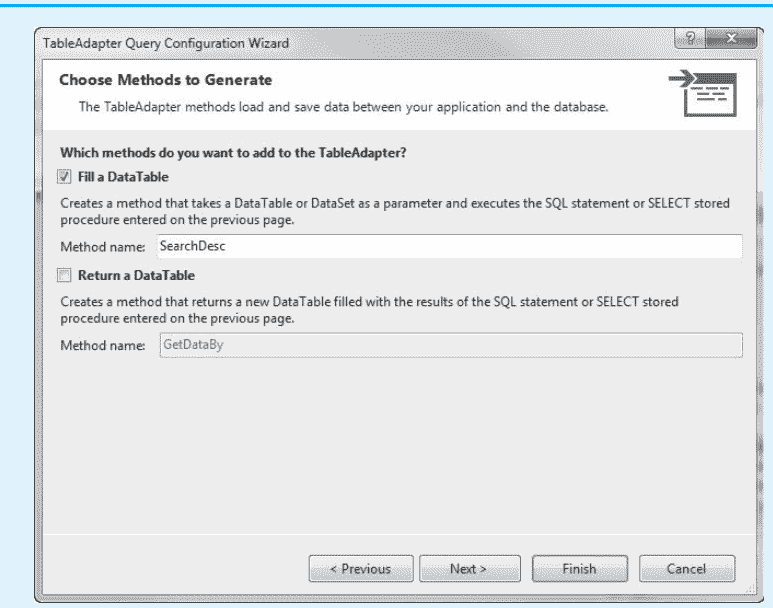 TableAdapter Query Configuration Wizard
Choose Methods to Generate
The TableAdapter methods load and save data between your application and the database.
Which methods do you want to add to the TableAdapter?
Fill a DataTable
Creates a method that takes a DataTable or DataSet as a parameter and executes the SQL statement or SELECT stored
procedure entered on the previous page.
Method name: SearchDesc
Return a DataTable
Creates a method that returns a new DataTable filled with the results of the SQL statement or SELECT stored
procedure entered on the previous page.
Method name: GetDataBy
< Previous Next > Finish Cancel